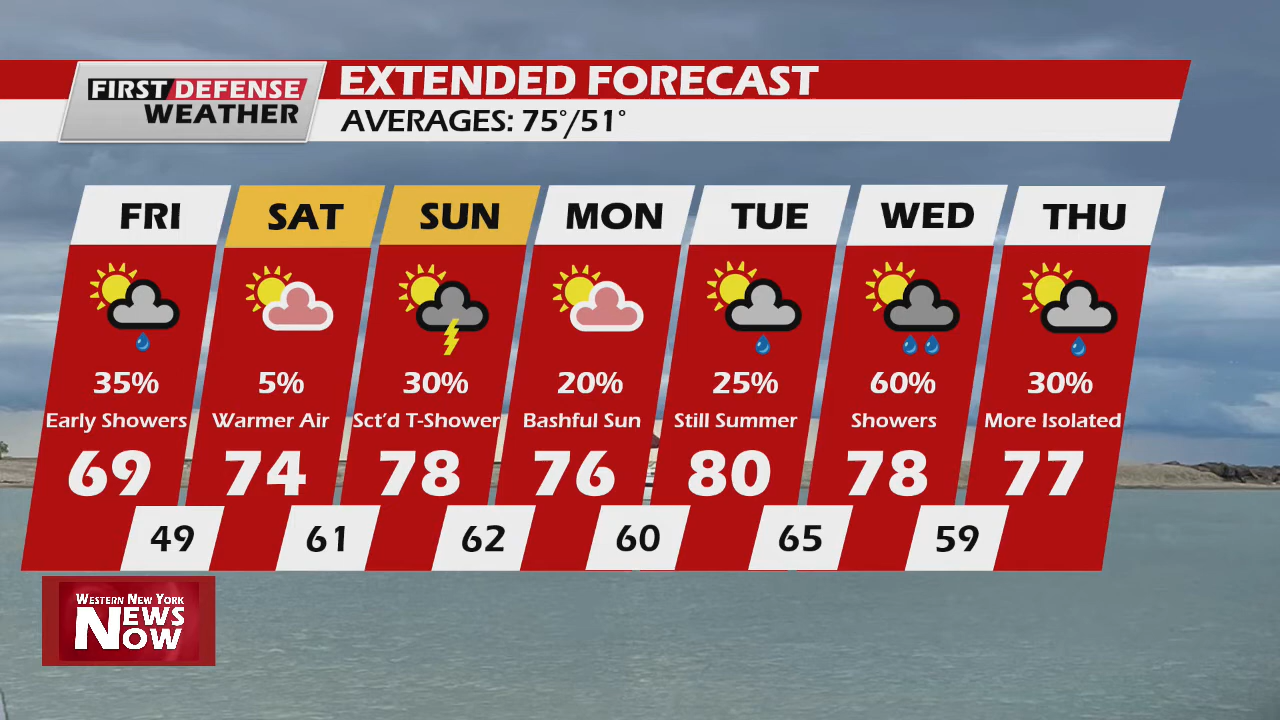 FIRST DEFENSE
WEATHER
EXTENDED FORECAST
AVERAGES: 75°/51°
FRI SAT SUN MON TUE WED THU
35% 5% 30% 20% 25% 60% 30%
Early Showers Warmer Air Sct'd T-Shower Bashful Sun Still Summer Showers More Isolated
69 74 78 76 80 78 77
49 61 62 60 65 59
WESTERN NEW YORK
NEWS
NOW